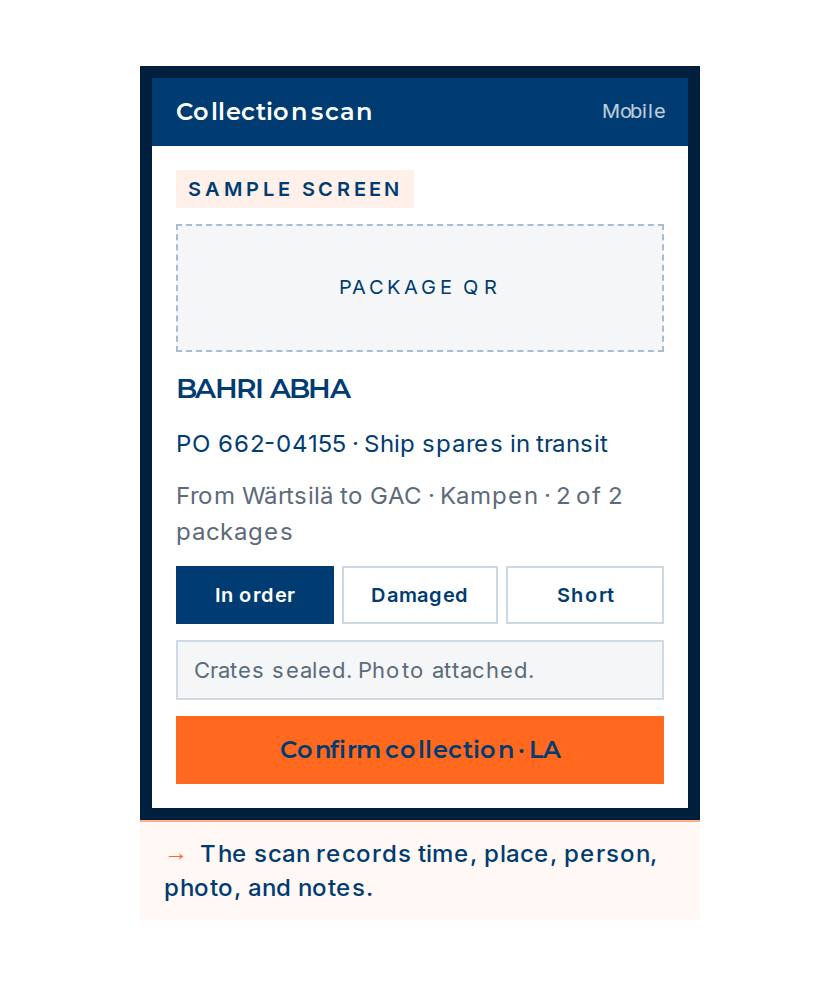 Collection scan
Mobile
SAMPLE SCREEN
PACKAGE QR
BAHRI ABHA
PO 662-04155 · Ship spares in transit
From Wärtsilä to GAC · Kampen · 2 of 2
packages
In order
Damaged
Short
Crates sealed. Photo attached.
Confirm collection · LA
→ The scan records time, place, person,
photo, and notes.